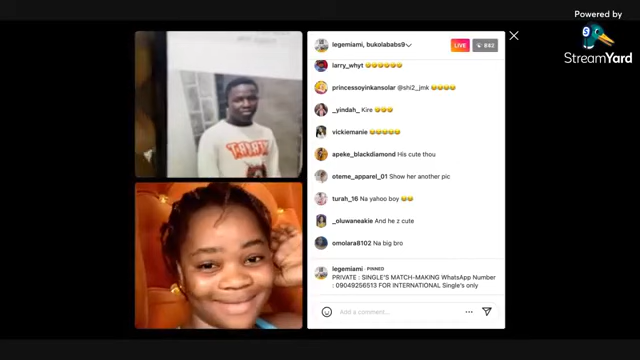 Powered by
StreamYard
legemiami, bukolababs9
LIVE
842
larry_whyt 🤣🤣🤣🤣🤣🤣
princessoyinkansolar @shi2_jmk 😂😂😂😂
_yindah_ Kire 🤣🤣🤣
vickiemanie 😂😂😂😂😂
apeke_blackdiamond His cute thou
oteme_apparel_01 Show her another pic
turah_16 Na yahoo boy 😂😂
_oluwaneakie And he z cute
omolara8102 Na big bro
legemiami · PINNED
PRIVATE : SINGLE'S MATCH-MAKING WhatsApp Number
: 09049256513 FOR INTERNATIONAL Single's only
Add a comment...